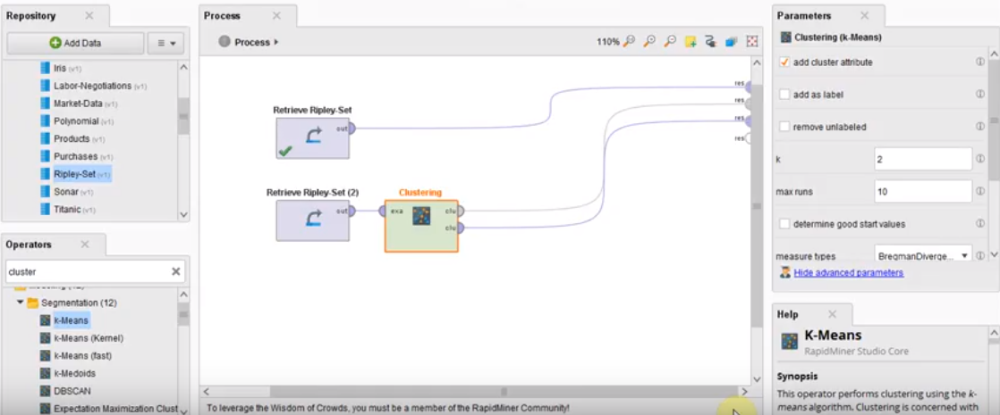 Repository
Add Data
Iris (v1)
Labor-Negotiations (v1)
Market-Data (v1)
Polynomial (v1)
Products (v1)
Purchases (v1)
Ripley-Set (v1)
Sonar (v1)
Titanic (v1)
Operators
cluster
Segmentation (12)
k-Means
k-Means (Kernel)
k-Means (fast)
k-Medoids
DBSCAN
Expectation Maximization Clust
Process
Process
110%
res
res
res
res
Retrieve Ripley-Set
out
Retrieve Ripley-Set (2)
out
Clustering
exa
clu
clu
To leverage the Wisdom of Crowds, you must be a member of the RapidMiner Community!
Parameters
Clustering (k-Means)
add cluster attribute
add as label
remove unlabeled
k
2
max runs
10
determine good start values
measure types
BregmanDiverge...
Hide advanced parameters
Help
K-Means
RapidMiner Studio Core
Synopsis
This operator performs clustering using the k-
means algorithm. Clustering is concerned with